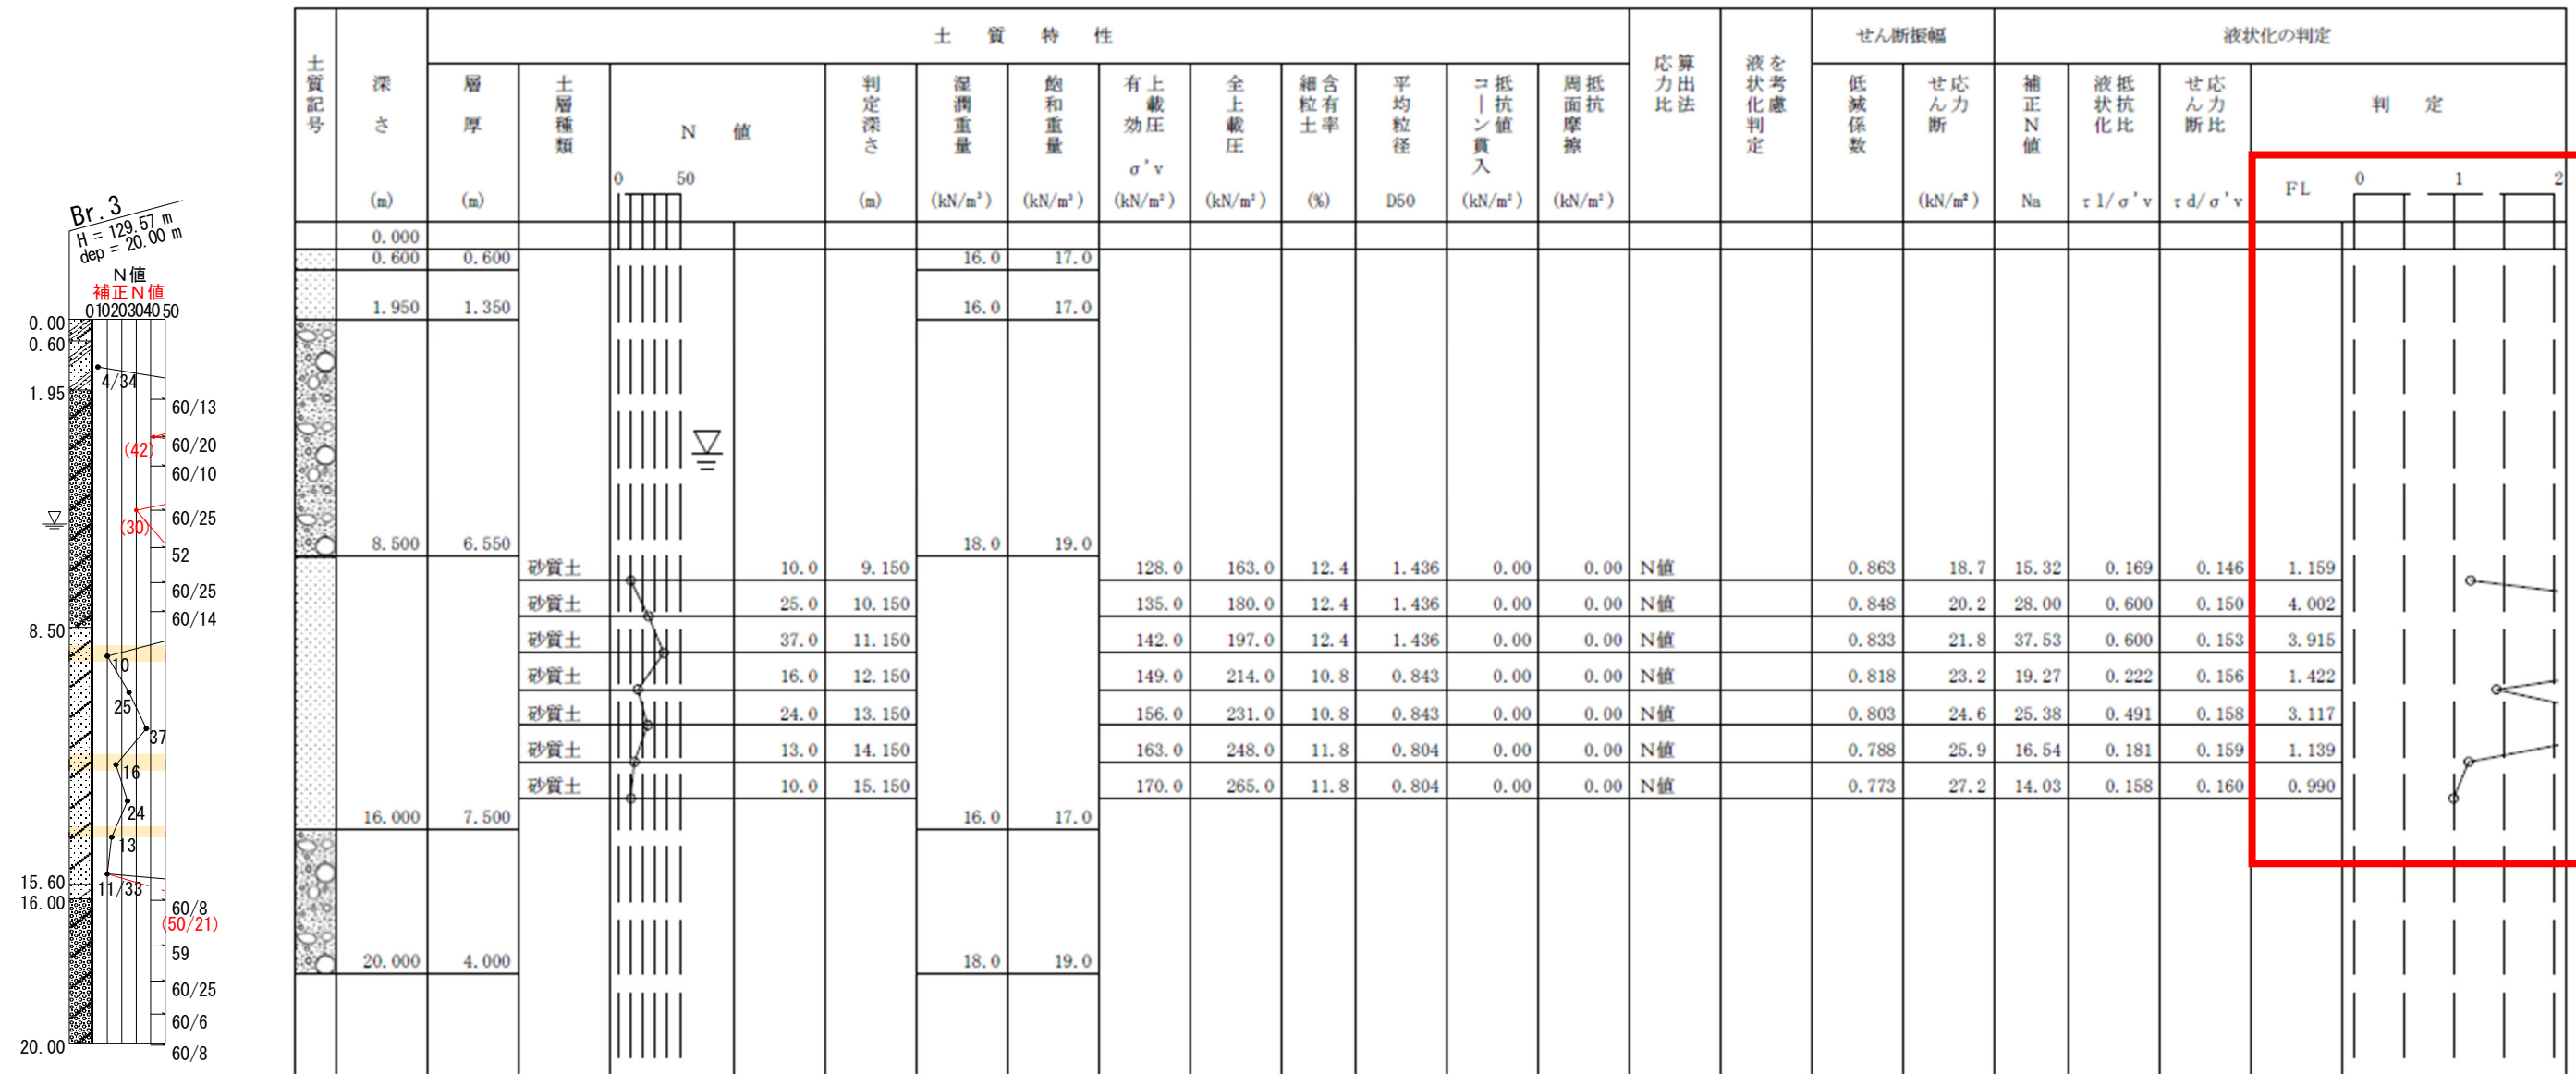 Br.3
H = 129.57 m
dep = 20.00 m
N値
補正N値
0 10 20 30 40 50
0.00
0.60
4/34
1.95
60/13
(42) 60/20
60/10
(30) 60/25
52
60/25
60/14
8.50
10
25
37
16
24
13
15.60
11/33
16.00
60/8
(50/21)
59
60/25
60/6
20.00
60/8
土質特性 せん断振幅 液状化の判定
土質記号
深さ (m)
層厚 (m)
土層種類
N値 0 50
判定深さ (m)
湿潤重量 (kN/m³)
飽和重量 (kN/m³)
有効上載圧 σ'v (kN/m²)
全上載圧 (kN/m²)
細粒土含有率 (%)
平均粒径 D50
コーン貫入抵抗値 (kN/m²)
周面摩擦抵抗 (kN/m²)
応力比算出法
液状化判定を考慮
低減係数
せん断応力 (kN/m²)
補正N値 Na
液状化抵抗比 τl/σ'v
せん断応力比 τd/σ'v
判定
FL 0 1 2
0.000
0.600 0.600 16.0 17.0
1.950 1.350 16.0 17.0
8.500 6.550 18.0 19.0
砂質土 10.0 9.150 128.0 163.0 12.4 1.436 0.00 0.00 N値 0.863 18.7 15.32 0.169 0.146 1.159
砂質土 25.0 10.150 135.0 180.0 12.4 1.436 0.00 0.00 N値 0.848 20.2 28.00 0.600 0.150 4.002
砂質土 37.0 11.150 142.0 197.0 12.4 1.436 0.00 0.00 N値 0.833 21.8 37.53 0.600 0.153 3.915
砂質土 16.0 12.150 149.0 214.0 10.8 0.843 0.00 0.00 N値 0.818 23.2 19.27 0.222 0.156 1.422
砂質土 24.0 13.150 156.0 231.0 10.8 0.843 0.00 0.00 N値 0.803 24.6 25.38 0.491 0.158 3.117
砂質土 13.0 14.150 163.0 248.0 11.8 0.804 0.00 0.00 N値 0.788 25.9 16.54 0.181 0.159 1.139
砂質土 10.0 15.150 170.0 265.0 11.8 0.804 0.00 0.00 N値 0.773 27.2 14.03 0.158 0.160 0.990
16.000 7.500 16.0 17.0
20.000 4.000 18.0 19.0